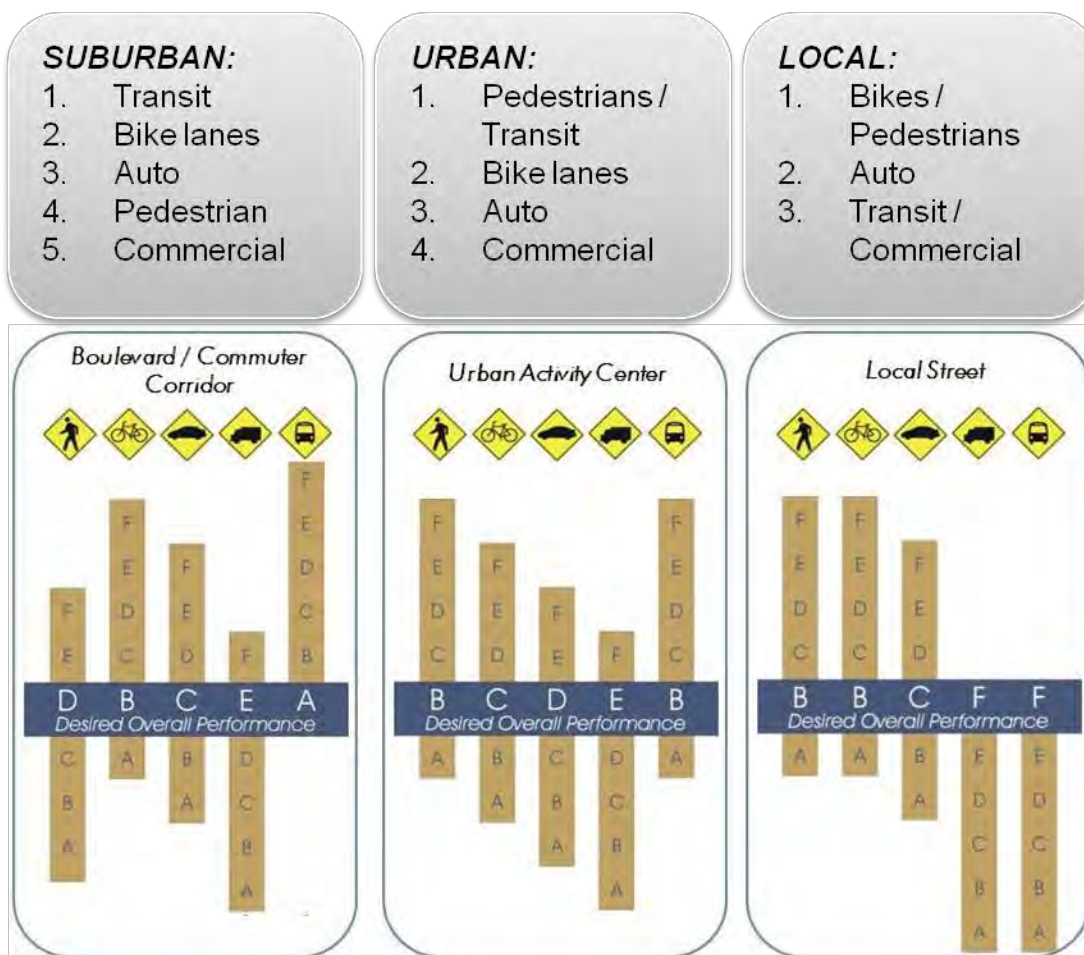 SUBURBAN:
1. Transit
2. Bike lanes
3. Auto
4. Pedestrian
5. Commercial
URBAN:
1. Pedestrians /
Transit
2. Bike lanes
3. Auto
4. Commercial
LOCAL:
1. Bikes /
Pedestrians
2. Auto
3. Transit /
Commercial
Boulevard / Commuter
Corridor
F
F E
F E D
F E D C
F E D C B
D B C E A
Desired Overall Performance
C A B D
B A C
A B
A
Urban Activity Center
F F
E F E
D E F D
C D E F C
B C D E B
Desired Overall Performance
A B C D A
A B C
A B
A
Local Street
F F
E E F
D D E
C C D
B B C F F
Desired Overall Performance
A A B E E
A D D
C C
B B
A A